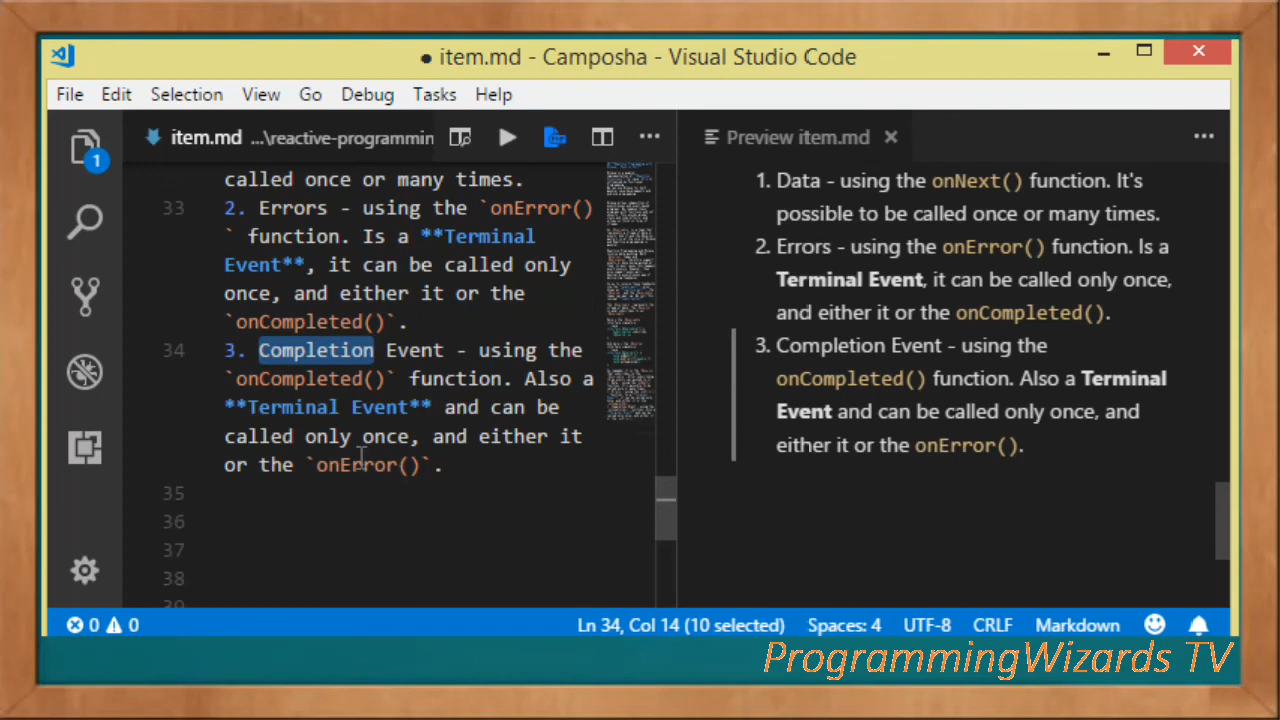 ● item.md - Camposha - Visual Studio Code
File Edit Selection View Go Debug Tasks Help
1
item.md ...\reactive-programmin
called once or many times.
33 2. Errors - using the `onError()
` function. Is a **Terminal
Event**, it can be called only
once, and either it or the
`onCompleted()`.
34 3. Completion Event - using the
`onCompleted()` function. Also a
**Terminal Event** and can be
called only once, and either it
or the `onError()`.
35
36
37
38
Preview item.md
1. Data - using the onNext() function. It's
possible to be called once or many times.
2. Errors - using the onError() function. Is a
Terminal Event, it can be called only once,
and either it or the onCompleted().
3. Completion Event - using the
onCompleted() function. Also a Terminal
Event and can be called only once, and
either it or the onError().
0 0 Ln 34, Col 14 (10 selected) Spaces: 4 UTF-8 CRLF Markdown
ProgrammingWizards TV